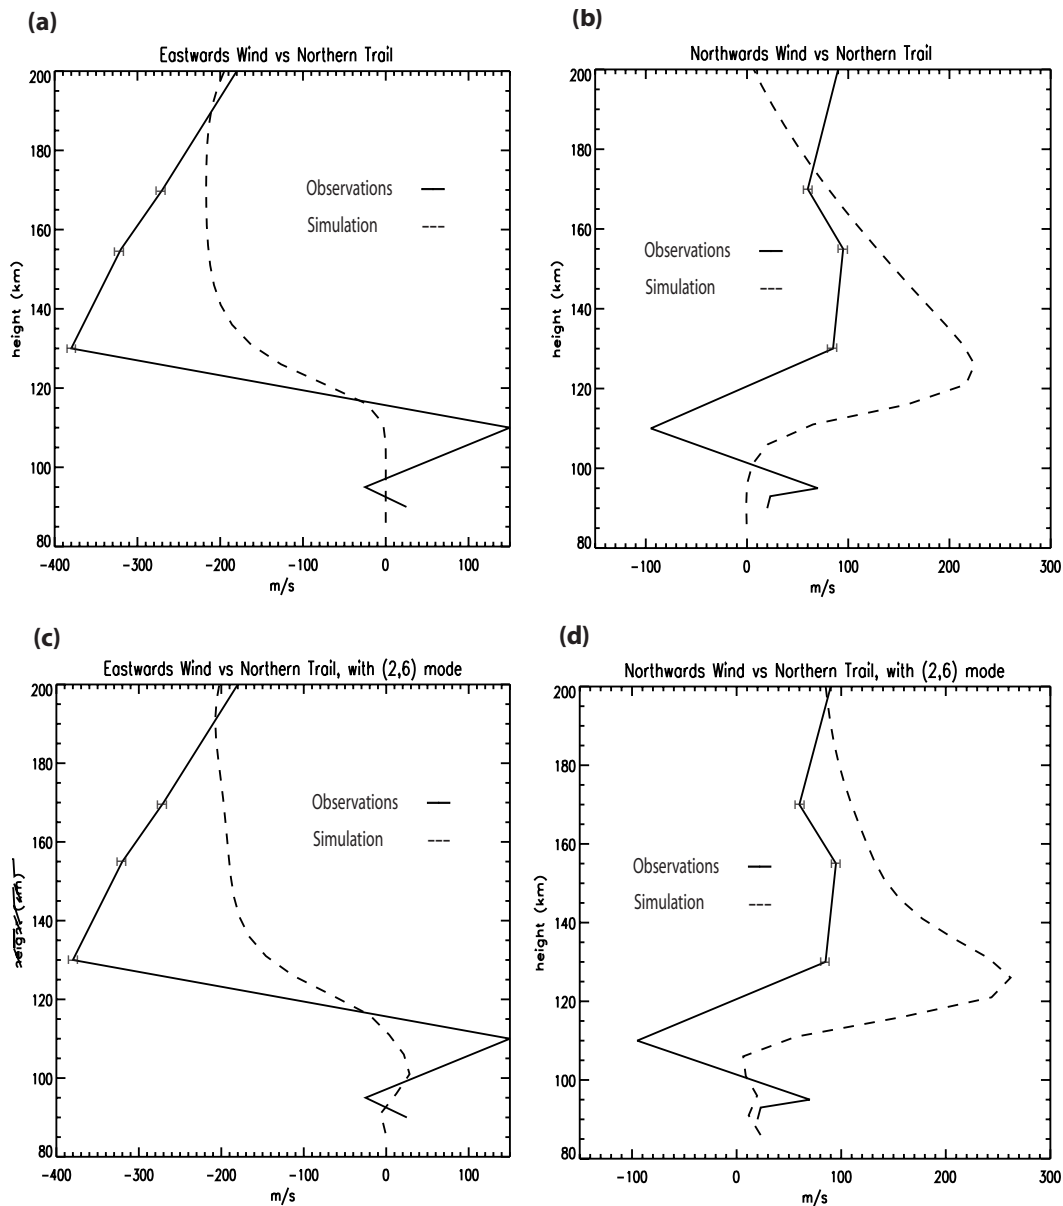 (a)
Eastwards Wind vs Northern Trail
200
180
160
140
120
100
80
height (km)
Observations
Simulation
-400 -300 -200 -100 0 100
m/s
(b)
Northwards Wind vs Northern Trail
200
180
160
140
120
100
80
height (km)
Observations
Simulation
-100 0 100 200 300
m/s
(c)
Eastwards Wind vs Northern Trail, with (2,6) mode
200
180
160
140
120
100
80
Observations
Simulation
-400 -300 -200 -100 0 100
m/s
(d)
Northwards Wind vs Northern Trail, with (2,6) mode
200
180
160
140
120
100
80
height (km)
Observations
Simulation
-100 0 100 200 300
m/s